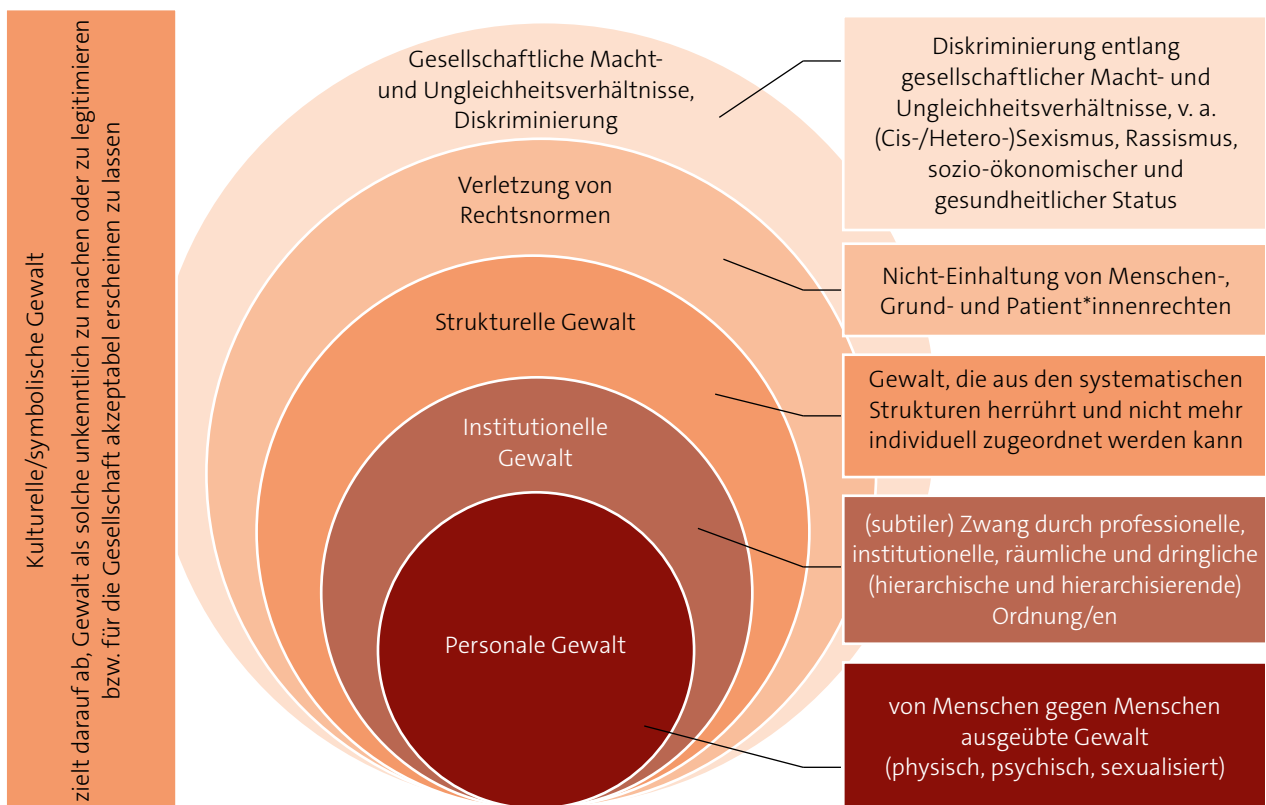 Kulturelle/symbolische Gewalt
zielt darauf ab, Gewalt als solche unkenntlich zu machen oder zu legitimieren
bzw. für die Gesellschaft akzeptabel erscheinen zu lassen
Gesellschaftliche Macht-
und Ungleichheitsverhältnisse,
Diskriminierung
Diskriminierung entlang
gesellschaftlicher Macht- und
Ungleichheitsverhältnisse, v. a.
(Cis-/Hetero-)Sexismus, Rassismus,
sozio-ökonomischer und
gesundheitlicher Status
Verletzung von
Rechtsnormen
Nicht-Einhaltung von Menschen-,
Grund- und Patient*innenrechten
Strukturelle Gewalt
Gewalt, die aus den systematischen
Strukturen herrührt und nicht mehr
individuell zugeordnet werden kann
Institutionelle
Gewalt
(subtiler) Zwang durch professionelle,
institutionelle, räumliche und dringliche
(hierarchische und hierarchisierende)
Ordnung/en
Personale Gewalt
von Menschen gegen Menschen
ausgeübte Gewalt
(physisch, psychisch, sexualisiert)